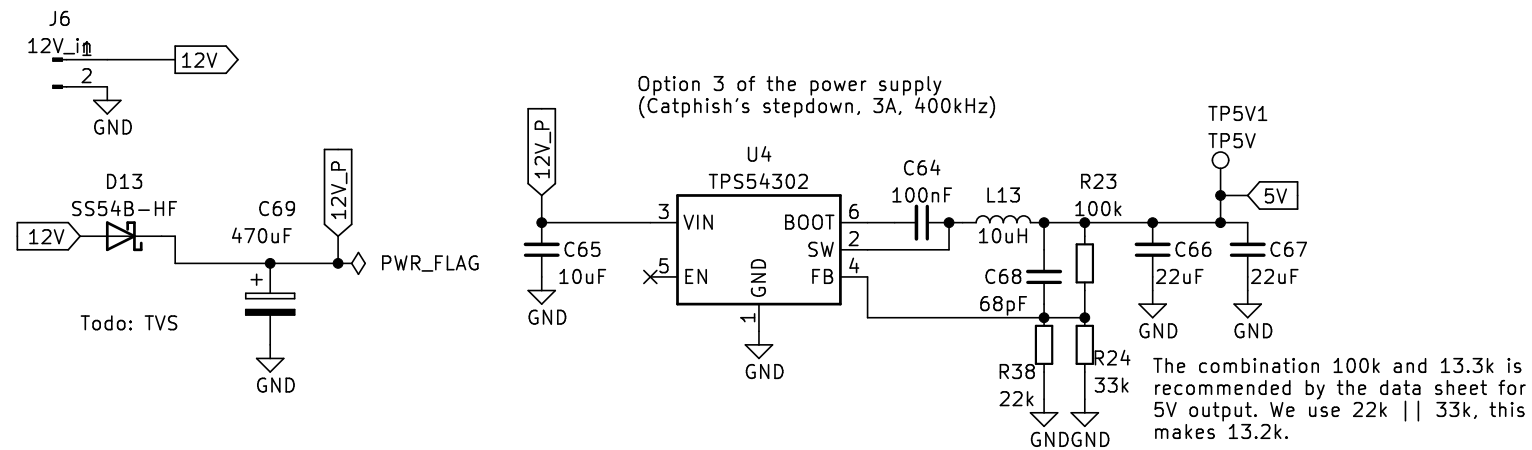 J6
12V_in
1
12V
2
GND
D13
SS54B-HF
12V
C69
470uF
+
12V_P
PWR_FLAG
Todo: TVS
GND
Option 3 of the power supply
(Catphish's stepdown, 3A, 400kHz)
12V_P
C65
10uF
GND
U4
TPS54302
3
VIN
5
EN
GND
1
GND
BOOT
6
SW
2
FB
4
C64
100nF
L13
10uH
R23
100k
C68
68pF
R38
22k
R24
33k
GND
GND
TP5V1
TP5V
5V
C66
22uF
GND
C67
22uF
GND
The combination 100k and 13.3k is
recommended by the data sheet for
5V output. We use 22k || 33k, this
makes 13.2k.